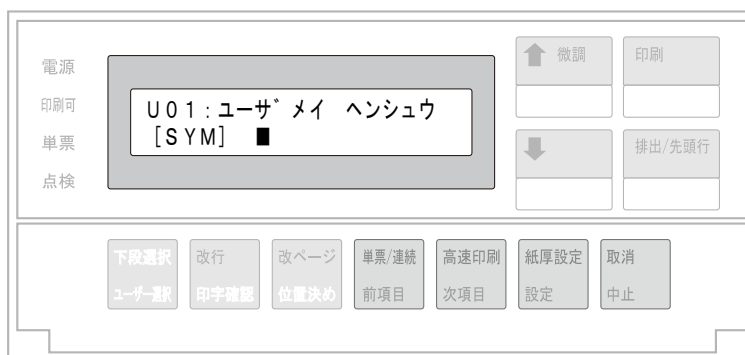 電源
印刷可
単票
点検
U01:ユーザ゛メイ ヘンシュウ
[SYM] ■
微調
印刷
排出/先頭行
下段選択
ユーザー選択
改行
印字確認
改ページ
位置決め
単票/連続
前項目
高速印刷
次項目
紙厚設定
設定
取消
中止